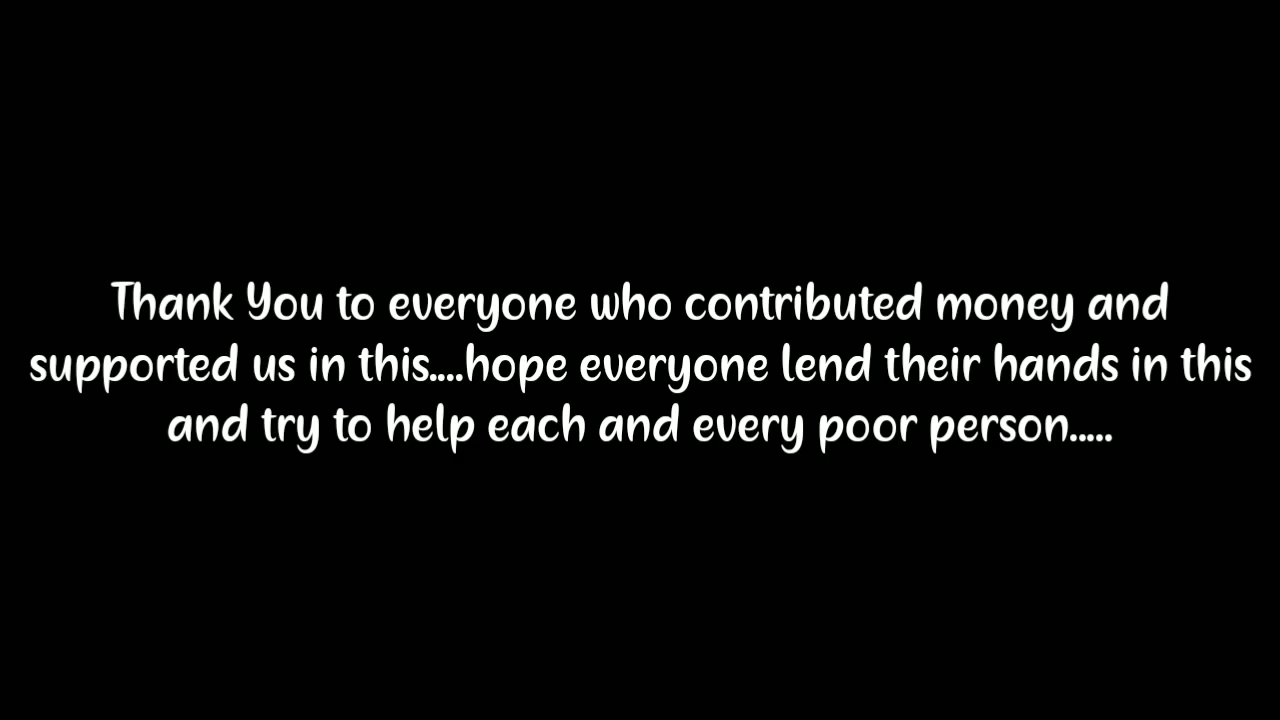 Thank You to everyone who contributed money and
supported us in this....hope everyone lend their hands in this
and try to help each and every poor person.....